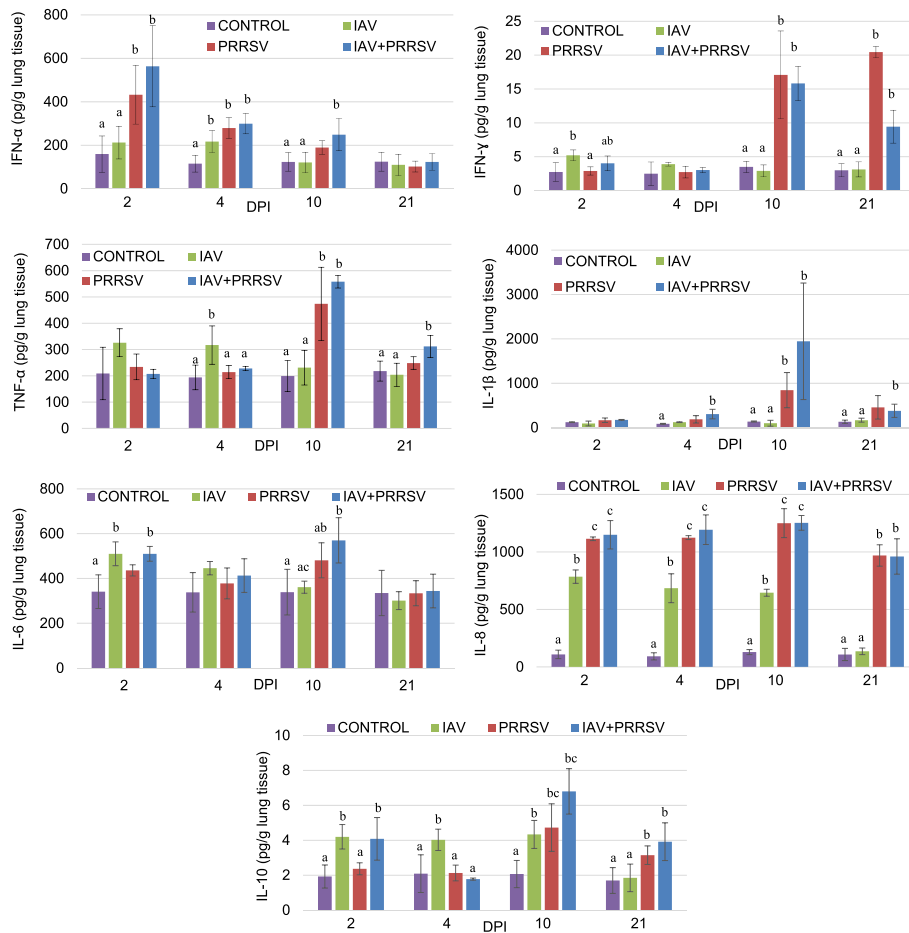 CONTROL IAV
PRRSV IAV+PRRSV
IFN-α (pg/g lung tissue)
800
600
400
200
0
a a b b
a b b b
a a a b
2 4 DPI 10 21
CONTROL IAV
PRRSV IAV+PRRSV
IFN-γ (pg/g lung tissue)
25
20
15
10
5
0
a b a ab
a a b b
a a b b
2 4 DPI 10 21
CONTROL IAV
PRRSV IAV+PRRSV
TNF-α (pg/g lung tissue)
700
600
500
400
300
200
100
0
a b a a
a a b b
a a b
2 4 DPI 10 21
CONTROL IAV
PRRSV IAV+PRRSV
IL-1β (pg/g lung tissue)
4000
3000
2000
1000
0
a b
a a b b
a a b
2 4 DPI 10 21
CONTROL IAV PRRSV IAV+PRRSV
IL-6 (pg/g lung tissue)
800
600
400
200
0
a b b
a ac ab b
2 4 DPI 10 21
CONTROL IAV PRRSV IAV+PRRSV
IL-8 (pg/g lung tissue)
1500
1000
500
0
a b c c
a b c c
a b c c
a a b b
2 4 DPI 10 21
CONTROL IAV PRRSV IAV+PRRSV
IL-10 (pg/g lung tissue)
10
8
6
4
2
0
a b a b
a b a a
a b bc bc
a a b b
2 4 DPI 10 21